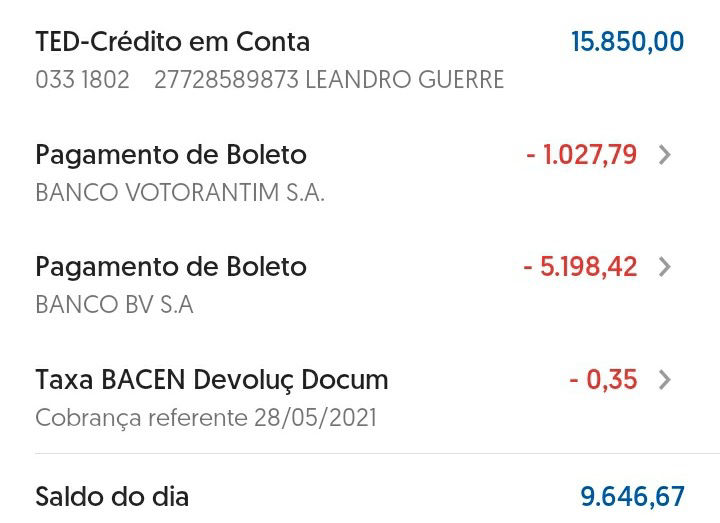 TED-Crédito em Conta 15.850,00
033 1802 27728589873 LEANDRO GUERRE
Pagamento de Boleto - 1.027,79
BANCO VOTORANTIM S.A.
Pagamento de Boleto - 5.198,42
BANCO BV S.A
Taxa BACEN Devoluç Docum - 0,35
Cobrança referente 28/05/2021
Saldo do dia 9.646,67